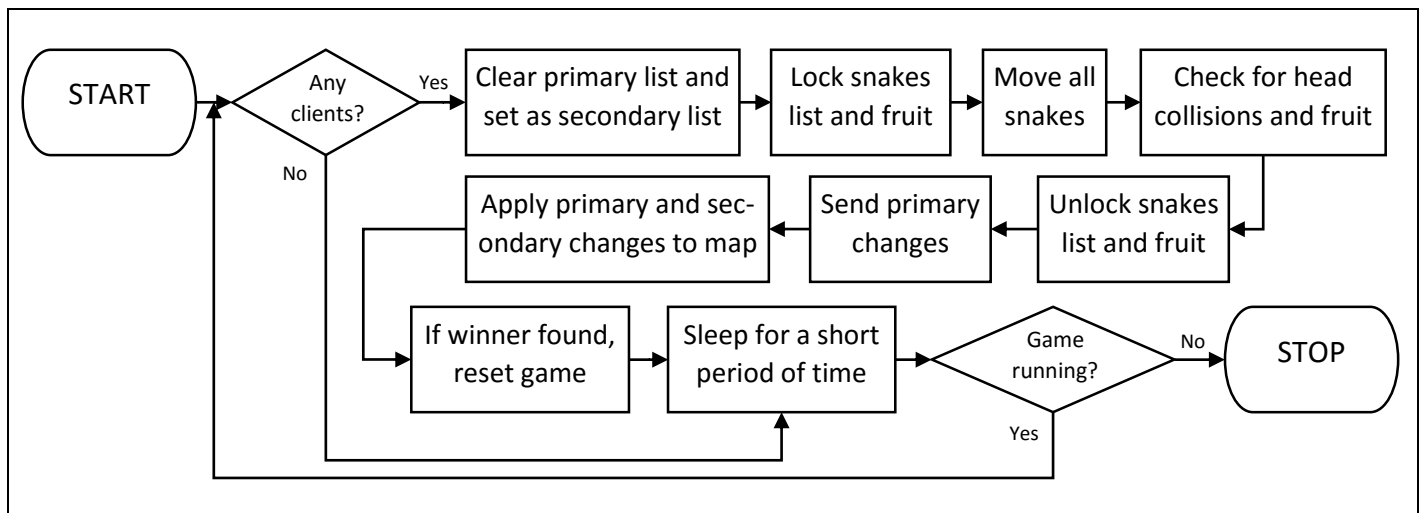 START
Any
clients?
Yes
No
Clear primary list and
set as secondary list
Lock snakes
list and fruit
Move all
snakes
Check for head
collisions and fruit
Unlock snakes
list and fruit
Send primary
changes
Apply primary and sec-
ondary changes to map
If winner found,
reset game
Sleep for a short
period of time
Game
running?
No
Yes
STOP